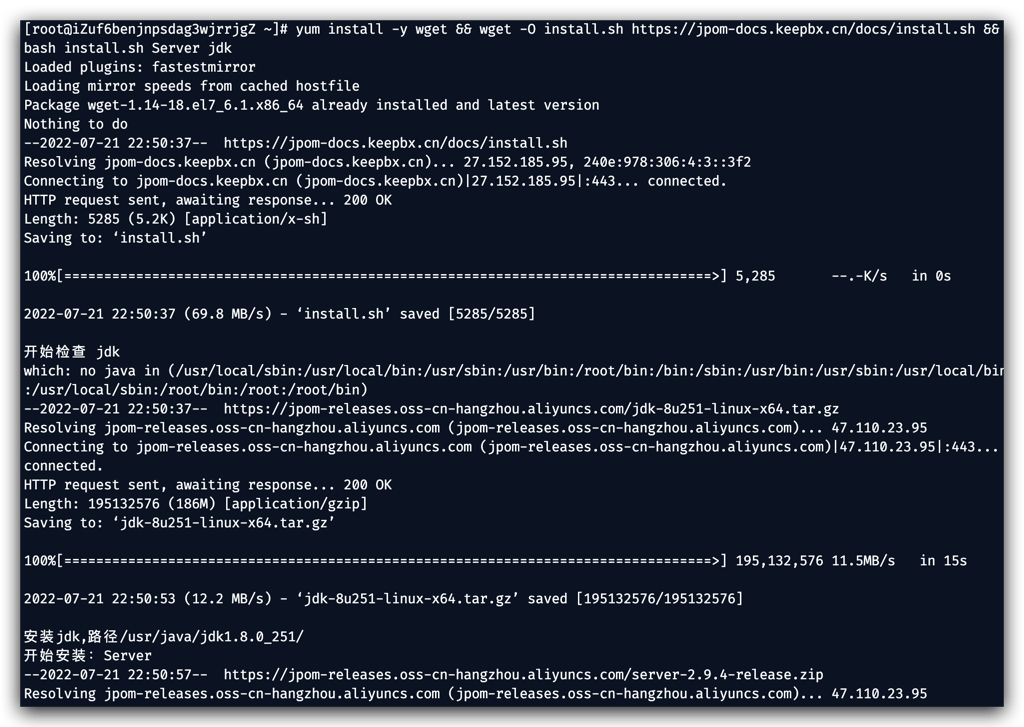 [root@iZuf6benjnpsdag3wjrrjgZ ~]# yum install -y wget && wget -O install.sh https://jpom-docs.keepbx.cn/docs/install.sh &&
bash install.sh Server jdk
Loaded plugins: fastestmirror
Loading mirror speeds from cached hostfile
Package wget-1.14-18.el7_6.1.x86_64 already installed and latest version
Nothing to do
--2022-07-21 22:50:37--  https://jpom-docs.keepbx.cn/docs/install.sh
Resolving jpom-docs.keepbx.cn (jpom-docs.keepbx.cn)... 27.152.185.95, 240e:978:306:4:3::3f2
Connecting to jpom-docs.keepbx.cn (jpom-docs.keepbx.cn)|27.152.185.95|:443... connected.
HTTP request sent, awaiting response... 200 OK
Length: 5285 (5.2K) [application/x-sh]
Saving to: ‘install.sh’
100%[=================================================================================>] 5,285       --.-K/s   in 0s
2022-07-21 22:50:37 (69.8 MB/s) - ‘install.sh’ saved [5285/5285]
开始检查 jdk
which: no java in (/usr/local/sbin:/usr/local/bin:/usr/sbin:/usr/bin:/root/bin:/bin:/sbin:/usr/bin:/usr/sbin:/usr/local/bin
:/usr/local/sbin:/root/bin:/root:/root/bin)
--2022-07-21 22:50:37--  https://jpom-releases.oss-cn-hangzhou.aliyuncs.com/jdk-8u251-linux-x64.tar.gz
Resolving jpom-releases.oss-cn-hangzhou.aliyuncs.com (jpom-releases.oss-cn-hangzhou.aliyuncs.com)... 47.110.23.95
Connecting to jpom-releases.oss-cn-hangzhou.aliyuncs.com (jpom-releases.oss-cn-hangzhou.aliyuncs.com)|47.110.23.95|:443...
connected.
HTTP request sent, awaiting response... 200 OK
Length: 195132576 (186M) [application/gzip]
Saving to: ‘jdk-8u251-linux-x64.tar.gz’
100%[=================================================================================>] 195,132,576 11.5MB/s   in 15s
2022-07-21 22:50:53 (12.2 MB/s) - ‘jdk-8u251-linux-x64.tar.gz’ saved [195132576/195132576]
安装jdk,路径/usr/java/jdk1.8.0_251/
开始安装：Server
--2022-07-21 22:50:57--  https://jpom-releases.oss-cn-hangzhou.aliyuncs.com/server-2.9.4-release.zip
Resolving jpom-releases.oss-cn-hangzhou.aliyuncs.com (jpom-releases.oss-cn-hangzhou.aliyuncs.com)... 47.110.23.95